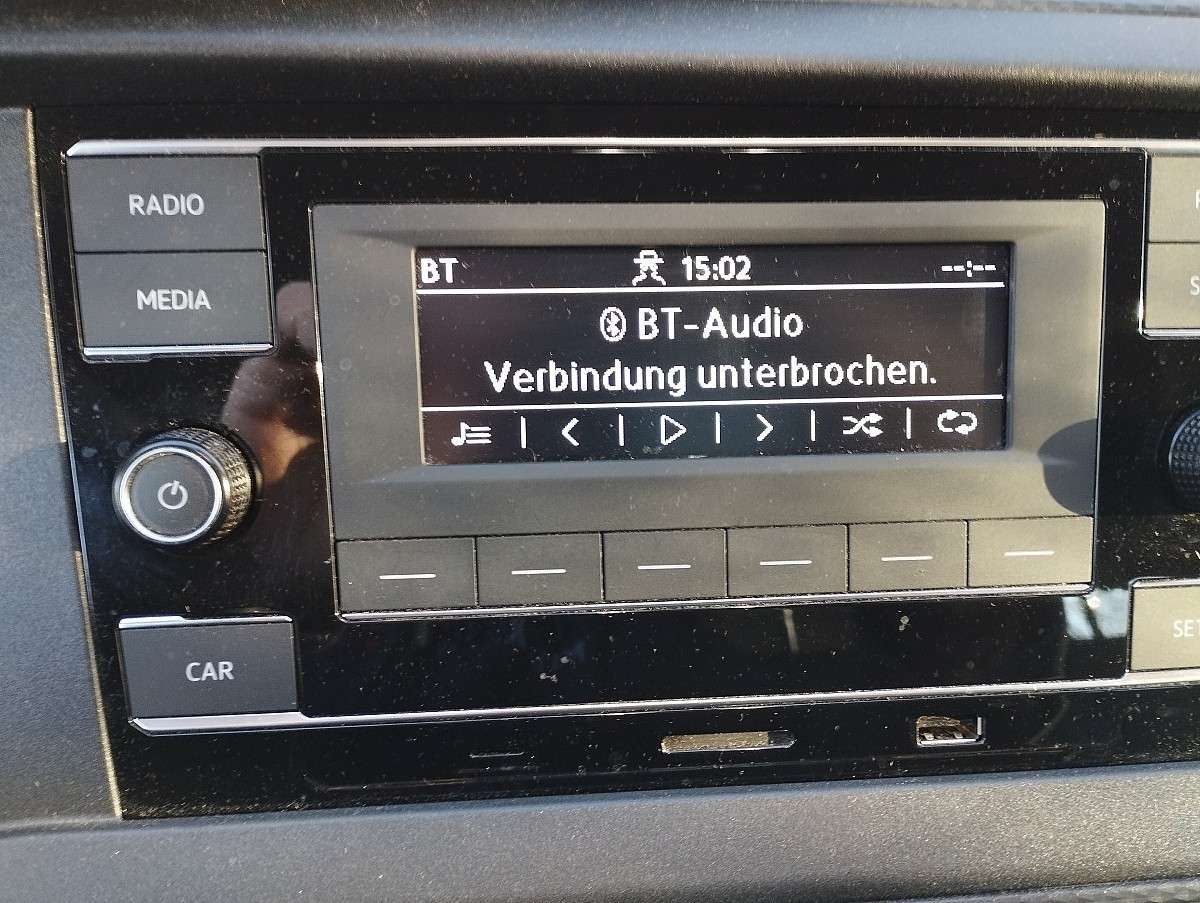 RADIO
MEDIA
BT 15:02 --:--
BT-Audio
Verbindung unterbrochen.
CAR